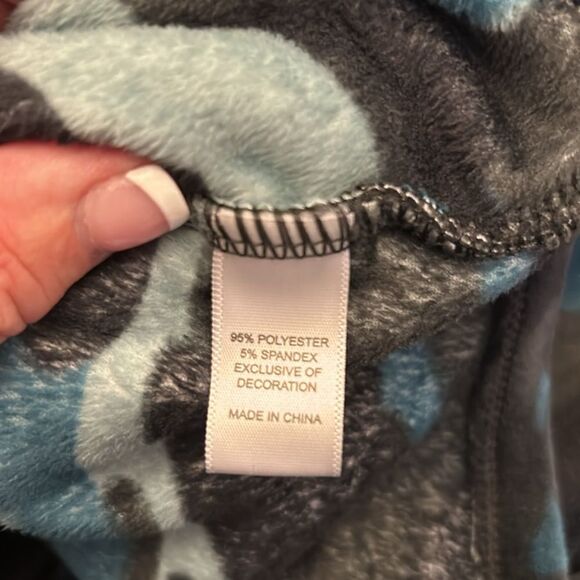 95% POLYESTER
5% SPANDEX
EXCLUSIVE OF
DECORATION
MADE IN CHINA